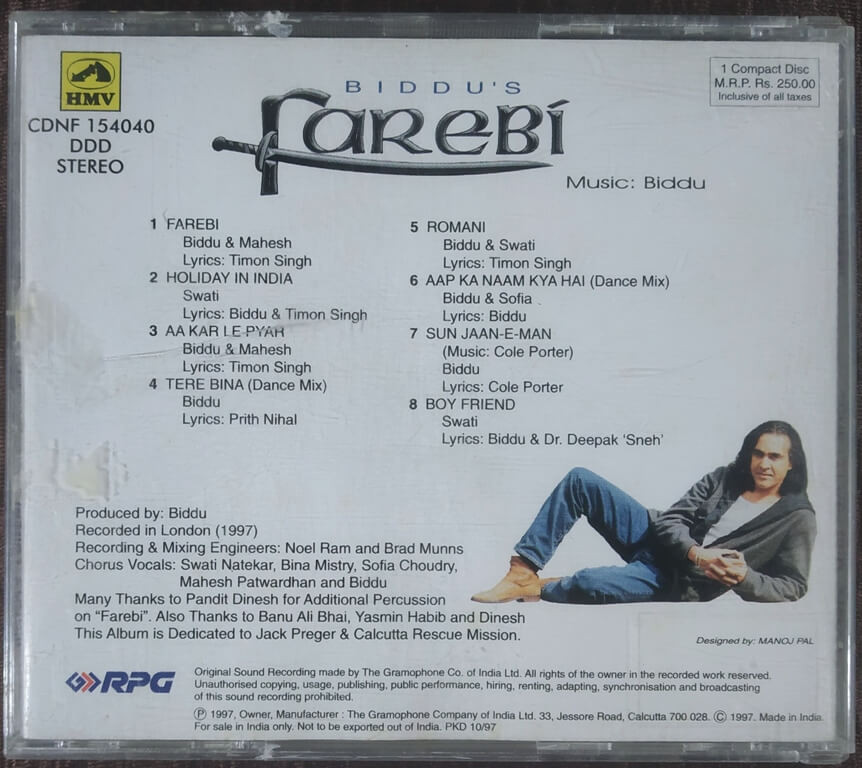 HMV
CDNF 154040
DDD
STEREO
BIDDU'S
FAREBÍ
Music: Biddu
1 Compact Disc
M.R.P. Rs. 250.00
Inclusive of all taxes
1 FAREBI
Biddu & Mahesh
Lyrics: Timon Singh
2 HOLIDAY IN INDIA
Swati
Lyrics: Biddu & Timon Singh
3 AA KAR LE PYAR
Biddu & Mahesh
Lyrics: Timon Singh
4 TERE BINA (Dance Mix)
Biddu
Lyrics: Prith Nihal
5 ROMANI
Biddu & Swati
Lyrics: Timon Singh
6 AAP KA NAAM KYA HAI (Dance Mix)
Biddu & Sofia
Lyrics: Biddu
7 SUN JAAN-E-MAN
(Music: Cole Porter)
Biddu
Lyrics: Cole Porter
8 BOY FRIEND
Swati
Lyrics: Biddu & Dr. Deepak 'Sneh'
Produced by: Biddu
Recorded in London (1997)
Recording & Mixing Engineers: Noel Ram and Brad Munns
Chorus Vocals: Swati Natekar, Bina Mistry, Sofia Choudry,
Mahesh Patwardhan and Biddu
Many Thanks to Pandit Dinesh for Additional Percussion
on "Farebi". Also Thanks to Banu Ali Bhai, Yasmin Habib and Dinesh
This Album is Dedicated to Jack Preger & Calcutta Rescue Mission.
Designed by: MANOJ PAL
RPG
Original Sound Recording made by The Gramophone Co. of India Ltd. All rights of the owner in the recorded work reserved.
Unauthorised copying, usage, publishing, public performance, hiring, renting, adapting, synchronisation and broadcasting
of this sound recording prohibited.
Ⓟ 1997, Owner, Manufacturer : The Gramophone Company of India Ltd. 33, Jessore Road, Calcutta 700 028. © 1997. Made in India.
For sale in India only. Not to be exported out of India. PKD 10/97